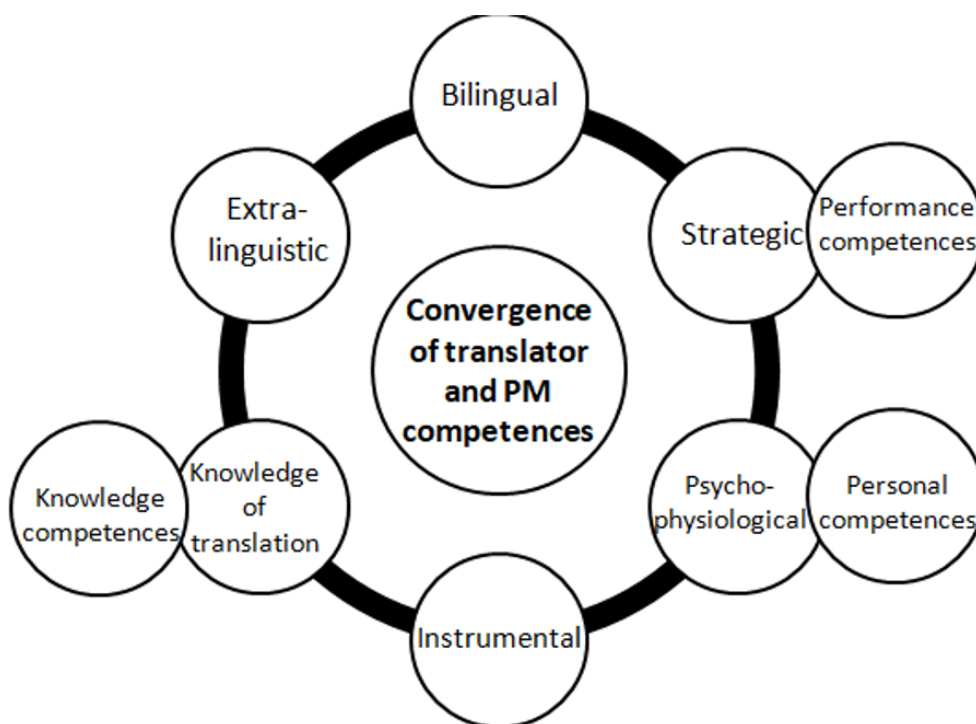 Bilingual
Extra-
linguistic
Strategic
Performance
competences
Convergence
of translator
and PM
competences
Knowledge
competences
Knowledge
of
translation
Psycho-
physiological
Personal
competences
Instrumental